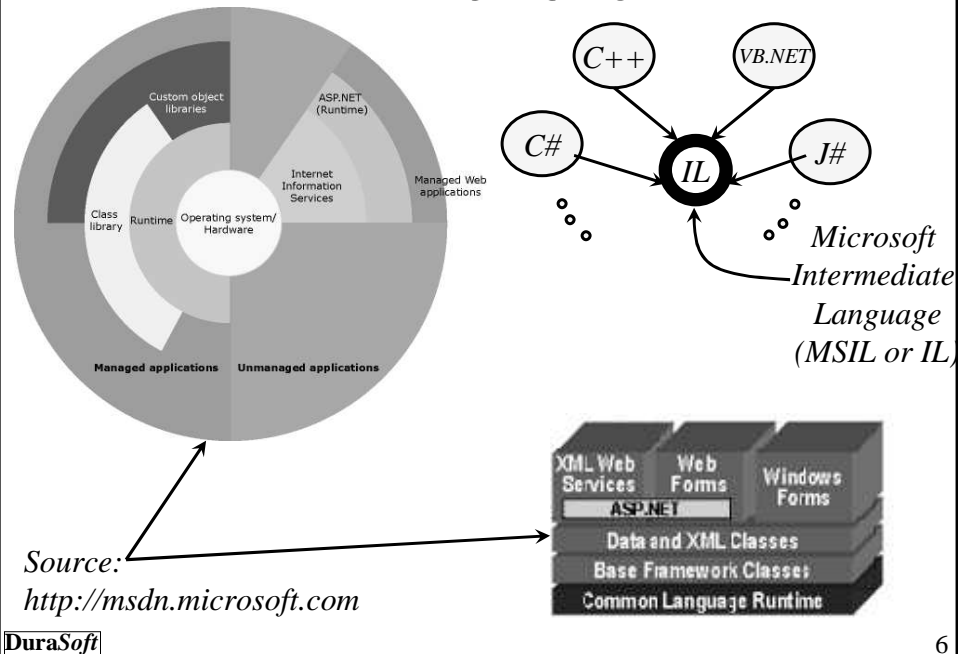 Custom object
libraries
ASP.NET
(Runtime)
Internet
Information
Services
Managed Web
applications
Class
library
Runtime
Operating system/
Hardware
Managed applications
Unmanaged applications
C++
VB.NET
C#
IL
J#
Microsoft
Intermediate
Language
(MSIL or IL)
XML Web
Services
Web
Forms
Windows
Forms
ASP.NET
Data and XML Classes
Base Framework Classes
Common Language Runtime
Source:
http://msdn.microsoft.com
DuraSoft
6